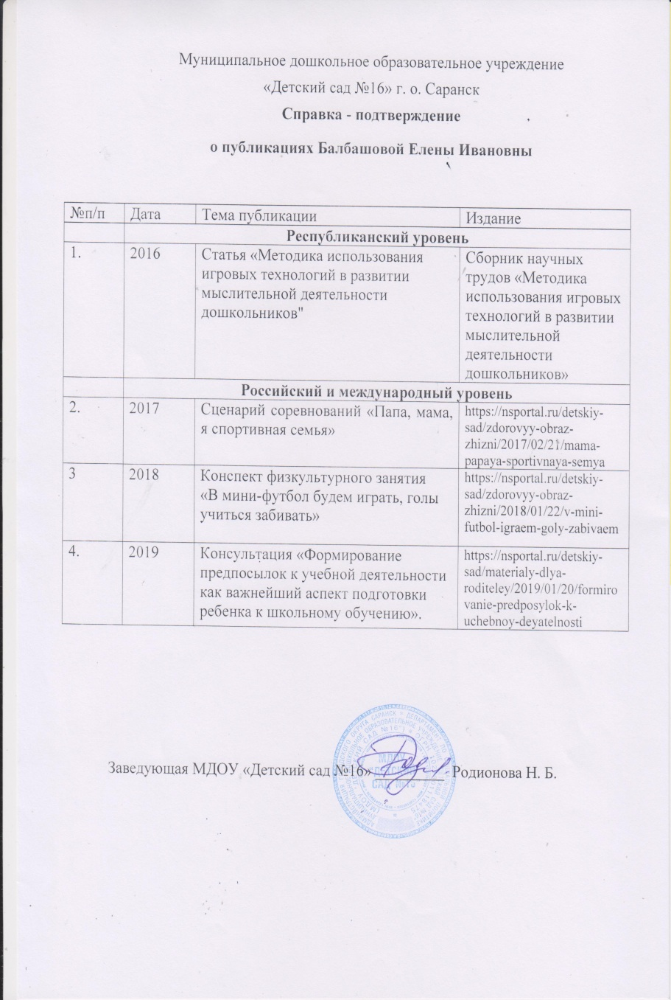 Муниципальное дошкольное образовательное учреждение
«Детский сад №16» г. о. Саранск
Справка - подтверждение
о публикациях Балбашовой Елены Ивановны
№п/п Дата Тема публикации Издание
Республиканский уровень
1. 2016 Статья «Методика использования
игровых технологий в развитии
мыслительной деятельности
дошкольников"
Сборник научных
трудов «Методика
использования игровых
технологий в развитии
мыслительной
деятельности
дошкольников»
Российский и международный уровень
2. 2017 Сценарий соревнований «Папа, мама,
я спортивная семья»
https://nsportal.ru/detskiy-
sad/zdorovyy-obraz-
zhizni/2017/02/21/mama-
papaya-sportivnaya-semya
3 2018 Конспект физкультурного занятия
«В мини-футбол будем играть, голы
учиться забивать»
https://nsportal.ru/detskiy-
sad/zdorovyy-obraz-
zhizni/2018/01/22/v-mini-
futbol-igraem-goly-zabivaem
4. 2019 Консультация «Формирование
предпосылок к учебной деятельности
как важнейший аспект подготовки
ребенка к школьному обучению».
https://nsportal.ru/detskiy-
sad/materialy-dlya-
roditeley/2019/01/20/formiro
vanie-predposylok-k-
uchebnoy-deyatelnosti
Заведующая МДОУ «Детский сад №16» Родионова Н. Б.